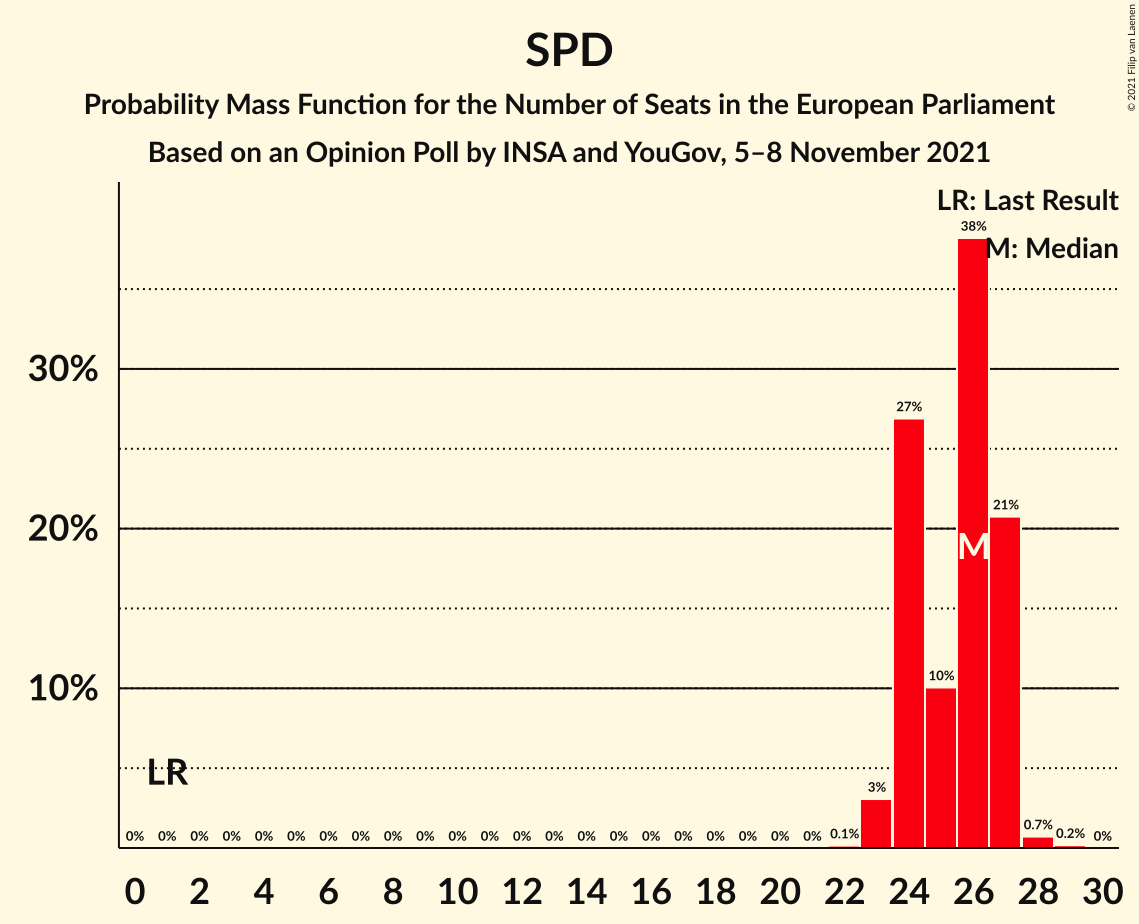 SPD
Probability Mass Function for the Number of Seats in the European Parliament
Based on an Opinion Poll by INSA and YouGov, 5–8 November 2021
© 2021 Filip van Laenen
LR: Last Result
M: Median
38%
30%
27%
21%
20%
M
10%
10%
LR
3%
0% 0% 0% 0% 0% 0% 0% 0% 0% 0% 0% 0% 0% 0% 0% 0% 0% 0% 0% 0% 0% 0% 0.1% 0.7% 0.2% 0%
0 2 4 6 8 10 12 14 16 18 20 22 24 26 28 30